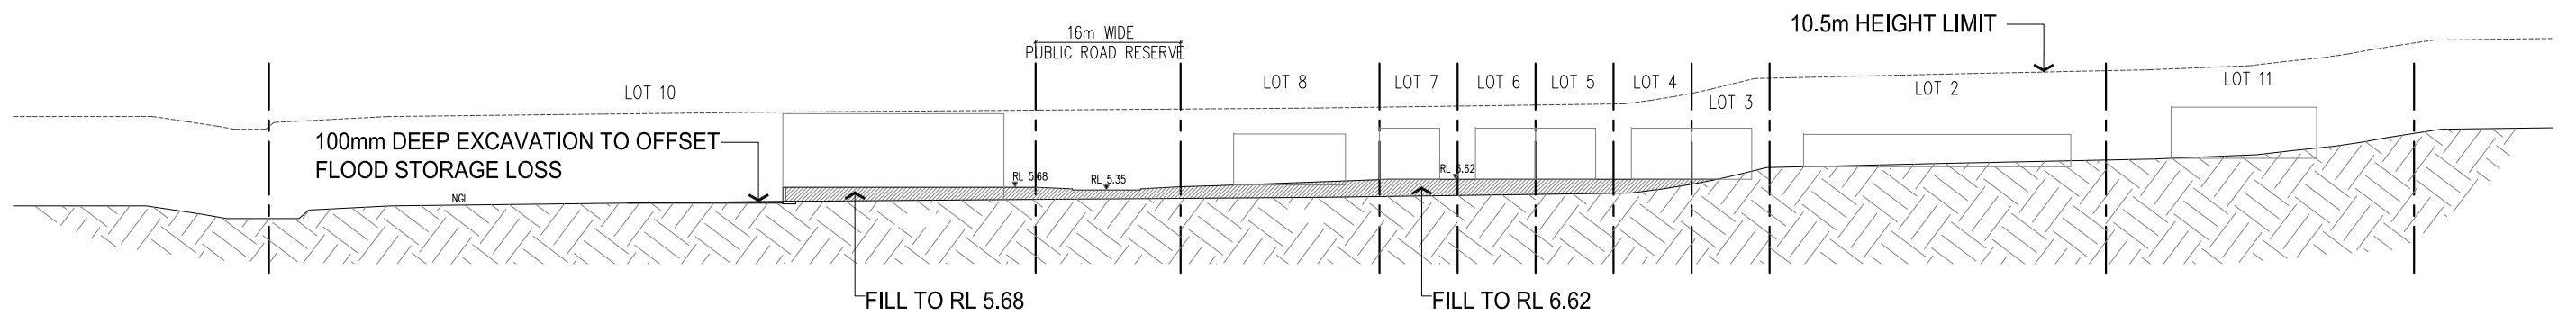 10.5m HEIGHT LIMIT
16m WIDE
PUBLIC ROAD RESERVE
LOT 10
LOT 8
LOT 7
LOT 6
LOT 5
LOT 4
LOT 3
LOT 2
LOT 11
100mm DEEP EXCAVATION TO OFFSET
FLOOD STORAGE LOSS
NGL
RL 5.68
RL 5.35
RL 6.62
FILL TO RL 5.68
FILL TO RL 6.62